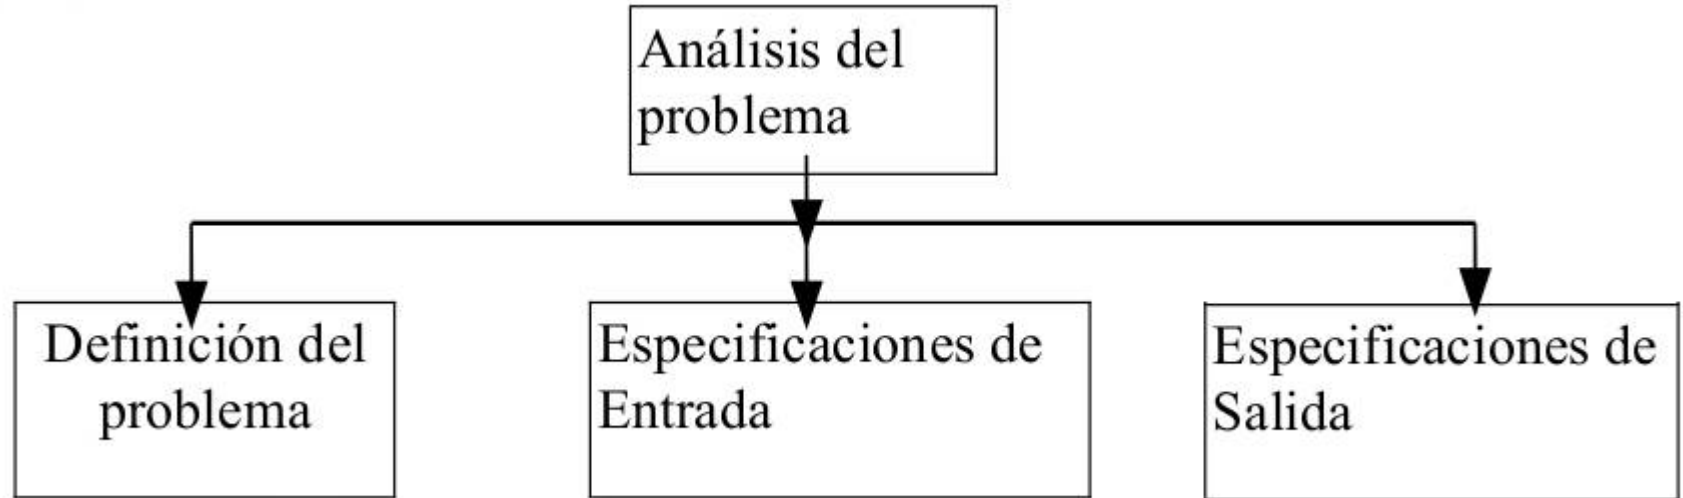 Análisis del
problema
Definición del
problema
Especificaciones de
Entrada
Especificaciones de
Salida